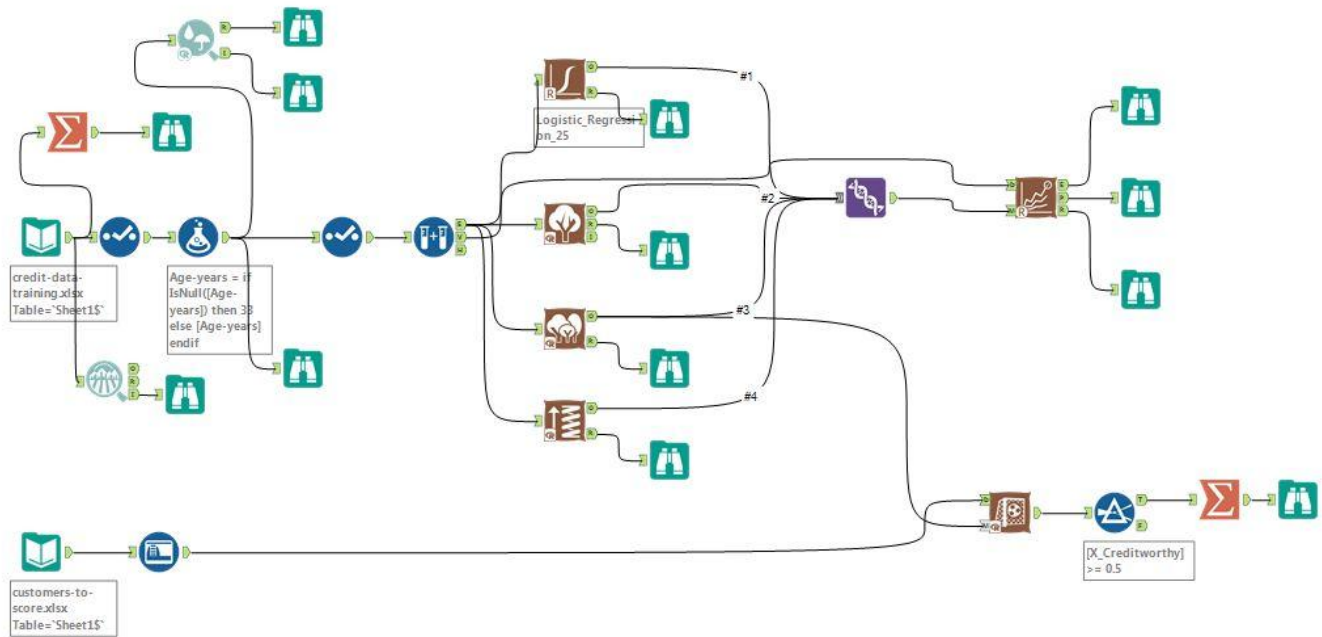 #1
Logistic_Regressi
on_25
#2
credit-data-
training.xlsx
Table=`Sheet1$`
Age-years = if
IsNull([Age-
years]) then 33
else [Age-years]
endif
#3
#4
[X_Creditworthy]
>= 0.5
customers-to-
score.xlsx
Table=`Sheet1$`